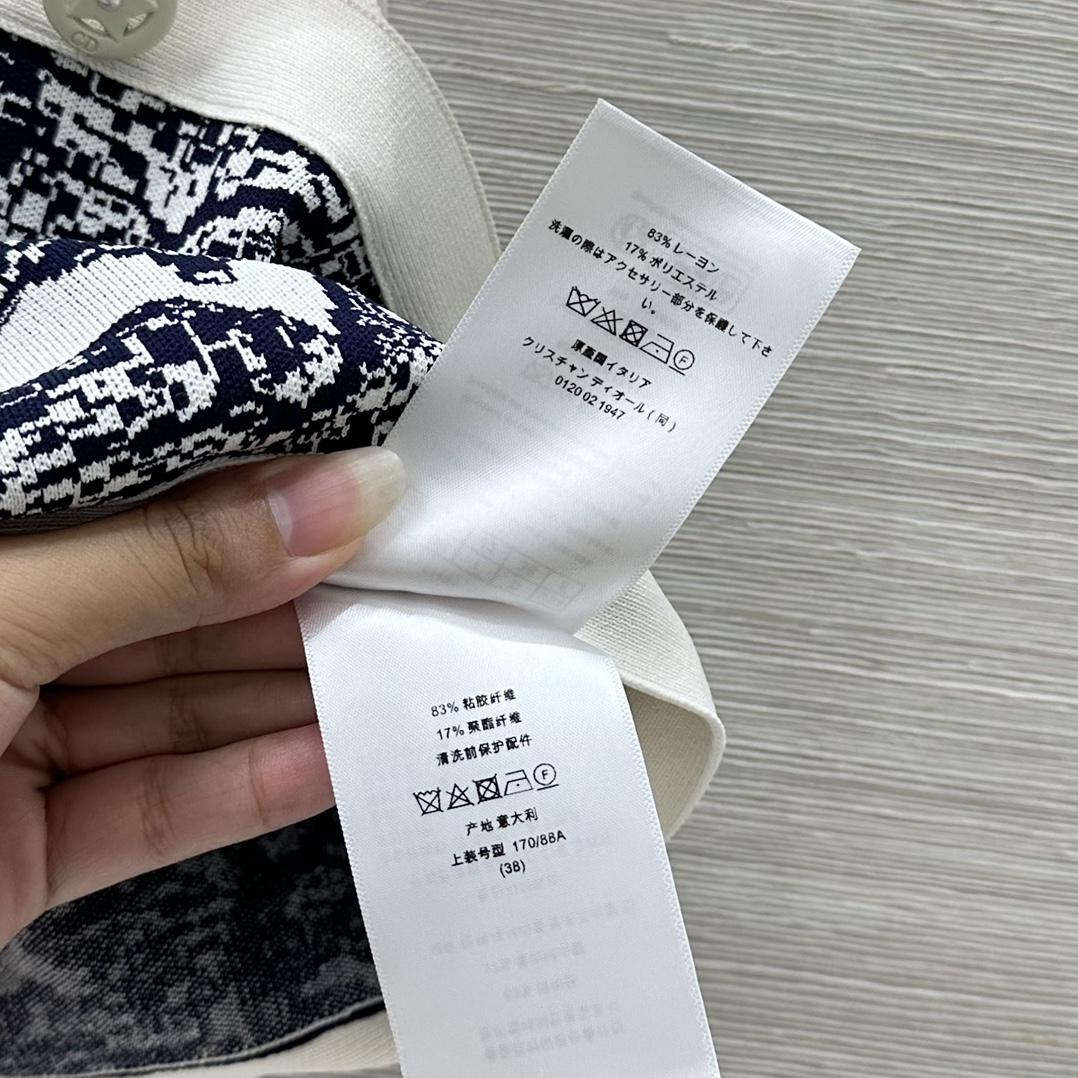 CD
83% レーヨン
17% ポリエステル
洗濯の際はアクセサリー部分を保護して下さ
い。
F
原産国イタリア
クリスチャンディオール(同)
0120 02 1947
83% 粘胶纤维
17% 聚酯纤维
清洗前保护配件
F
产地意大利
上装号型 170/88A
(38)